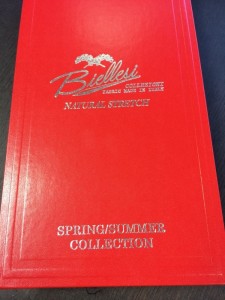 Biellesi
NATURAL STRETCH
SPRING/SUMMER
COLLECTION